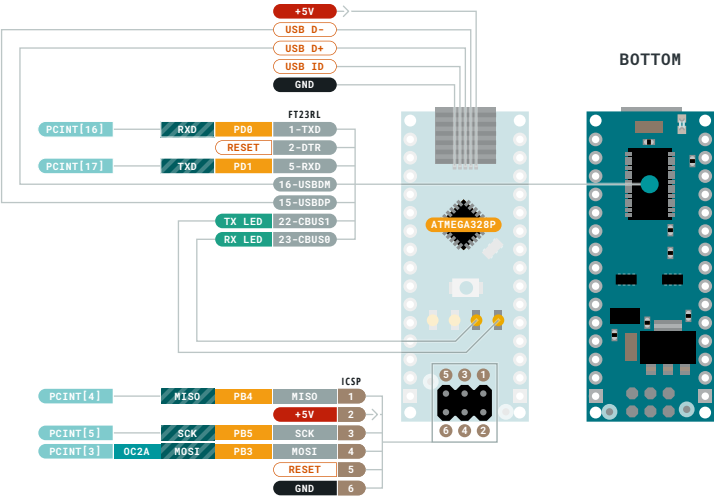 +5V
USB D-
USB D+
USB ID
GND
BOTTOM
FT23RL
PCINT[16] RXD PD0 1-TXD
RESET 2-DTR
PCINT[17] TXD PD1 5-RXD
16-USBDM
15-USBDP
TX LED 22-CBUS1
RX LED 23-CBUS0
ATMEGA328P
ICSP
PCINT[4] MISO PB4 MISO 1
+5V 2
PCINT[5] SCK PB5 SCK 3
PCINT[3] OC2A MOSI PB3 MOSI 4
RESET 5
GND 6
5 3 1
6 4 2